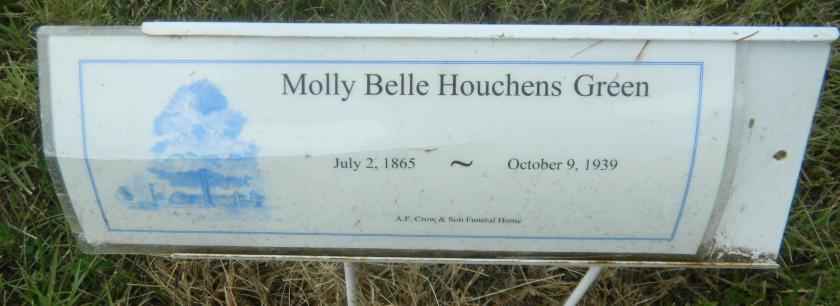 Molly Belle Houchens Green
July 2, 1865 ~ October 9, 1939
A.F. Crow & Son Funeral Home